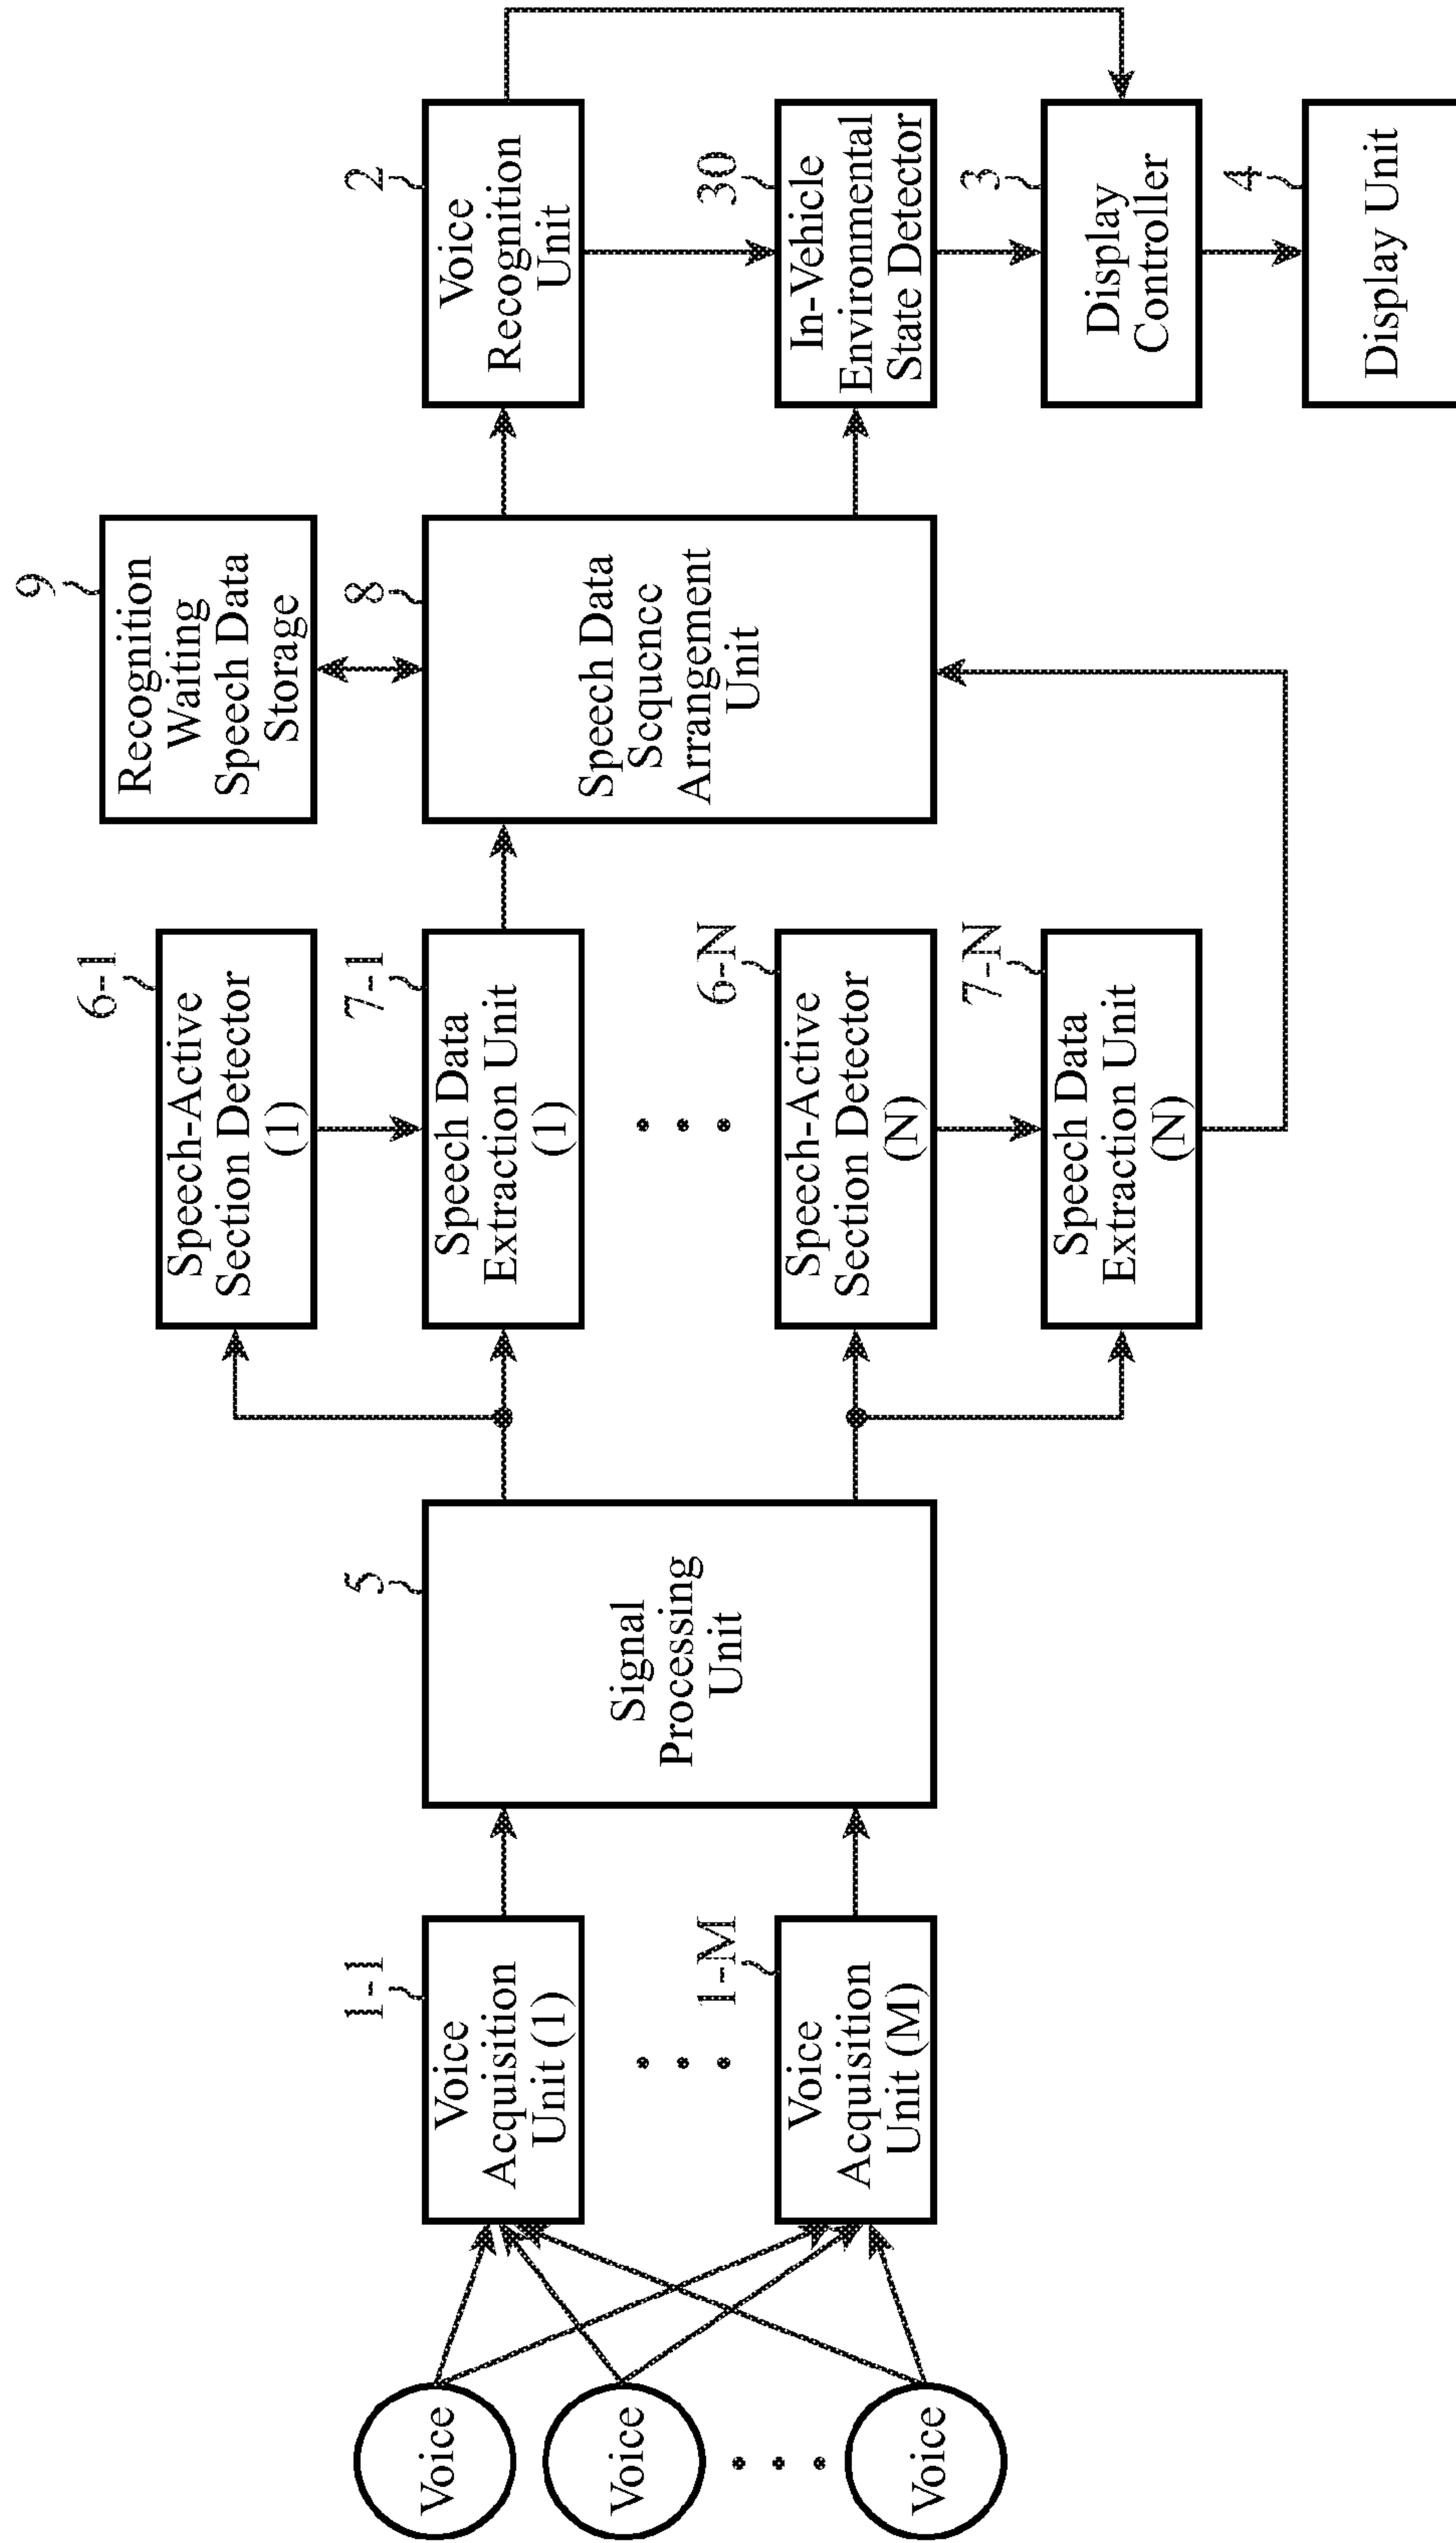 Voice
Voice
Voice
1-1
Voice
Acquisition
Unit (1)
1-M
Voice
Acquisition
Unit (M)
5
Signal
Processing
Unit
6-1
Speech-Active
Section Detector
(1)
7-1
Speech Data
Extraction Unit
(1)
6-N
Speech-Active
Section Detector
(N)
7-N
Speech Data
Extraction Unit
(N)
9
Recognition
Waiting
Speech Data
Storage
8
Speech Data
Sequence
Arrangement
Unit
2
Voice
Recognition
Unit
30
In-Vehicle
Environmental
State Detector
3
Display
Controller
4
Display Unit